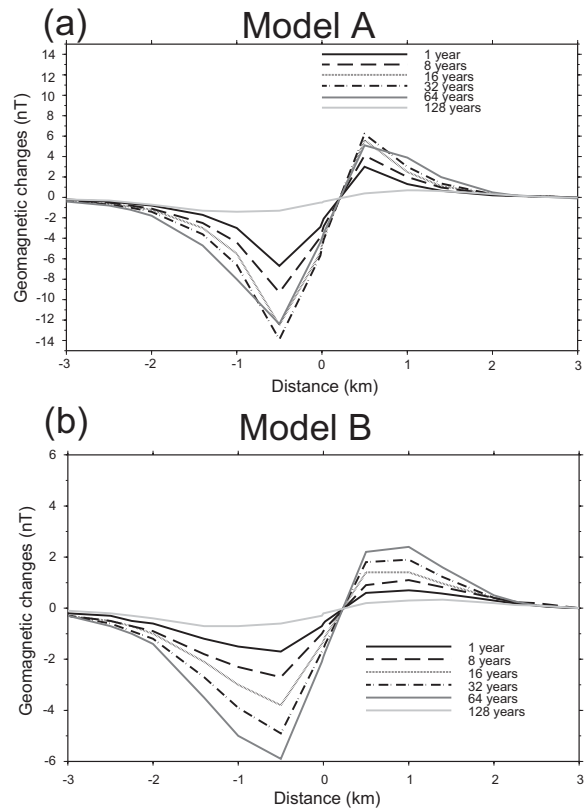 (a) Model A
Geomagnetic changes (nT)
14
12
10
8
6
4
2
0
-2
-4
-6
-8
-10
-12
-14
1 year
8 years
16 years
32 years
64 years
128 years
-3 -2 -1 0 1 2 3
Distance (km)
(b) Model B
Geomagnetic changes (nT)
6
4
2
0
-2
-4
-6
1 year
8 years
16 years
32 years
64 years
128 years
-3 -2 -1 0 1 2 3
Distance (km)